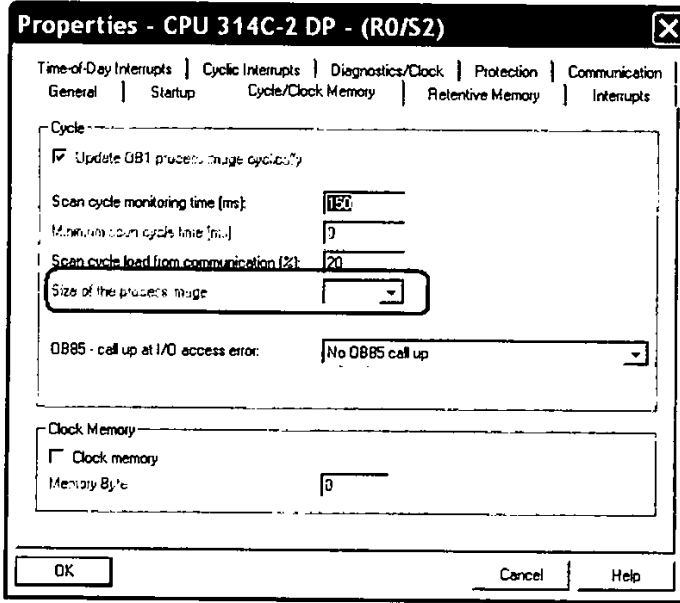 Properties - CPU 314C-2 DP - (R0/S2)
Time-of-Day Interrupts | Cyclic Interrupts | Diagnostics/Clock | Protection | Communication
General | Startup Cycle/Clock Memory | Retentive Memory | Interrupts
Cycle
Update OB1 process image cyclically
Scan cycle monitoring time [ms]: 150
Minimum scan cycle time [ms] 0
Scan cycle load from communication [%]: 20
Size of the process image
OB85 - call up at I/O access error: No OB85 call up
Clock Memory
Clock memory
Memory Byte 0
OK Cancel Help